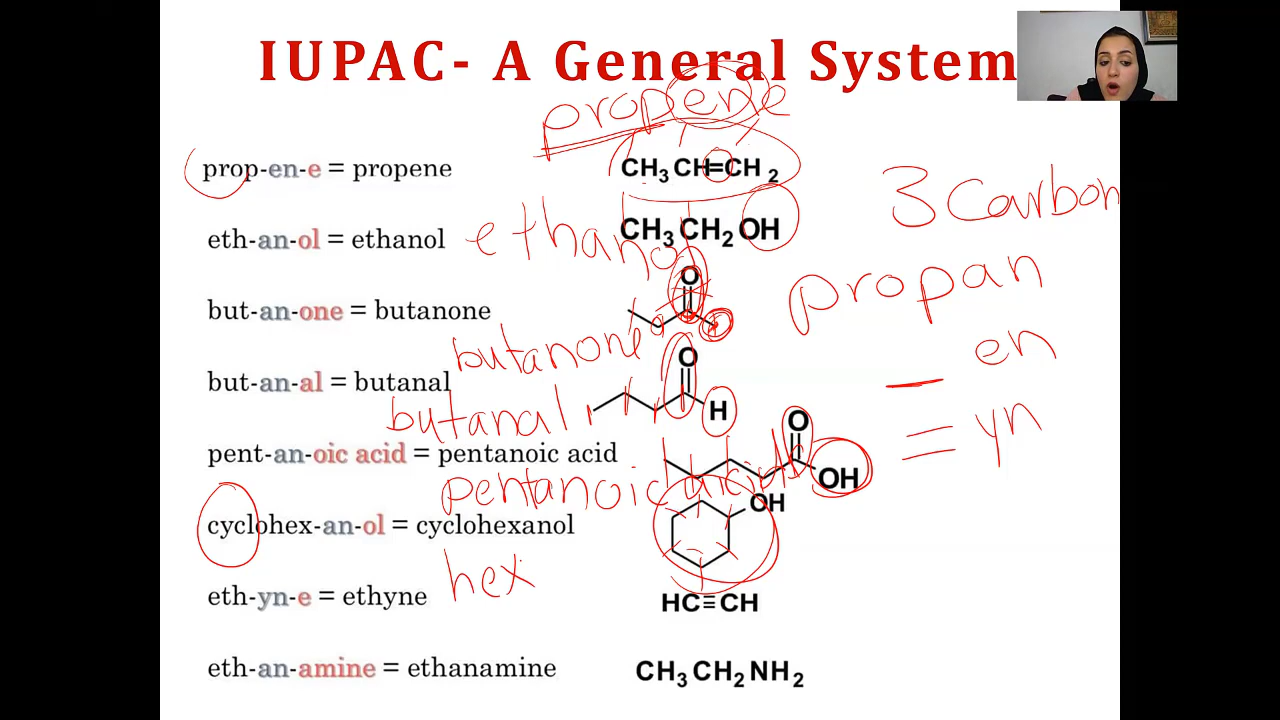 IUPAC- A General System
propene
prop-en-e = propene
CH3CH=CH2
3 Carbon
eth-an-ol = ethanol
ethano
CH3CH2OH
propan
but-an-one = butanone
O
butanone
en
but-an-al = butanal
O
H
butanal
yn
pent-an-oic acid = pentanoic acid
O
OH
pentanoic acid
cyclohex-an-ol = cyclohexanol
OH
hex
eth-yn-e = ethyne
HC≡CH
eth-an-amine = ethanamine
CH3CH2NH2